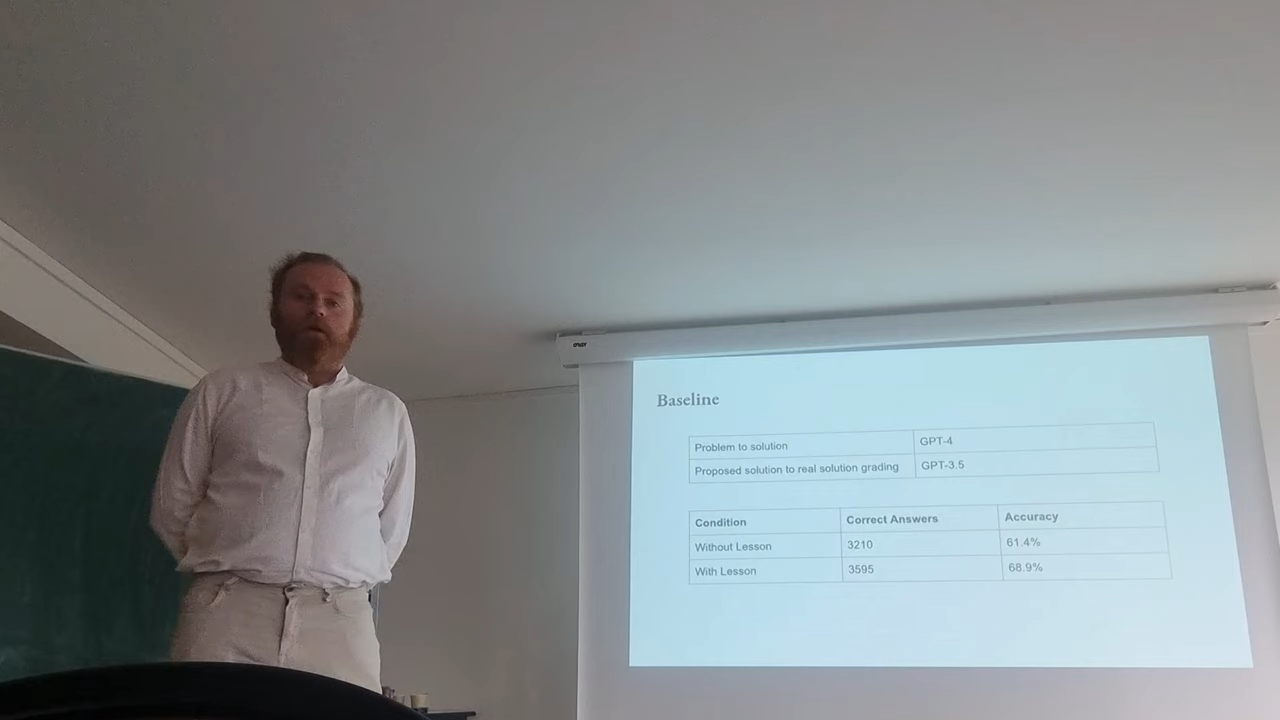 Baseline
Problem to solution GPT-4
Proposed solution to real solution grading GPT-3.5
Condition Correct Answers Accuracy
Without Lesson 3210 61.4%
With Lesson 3595 68.9%